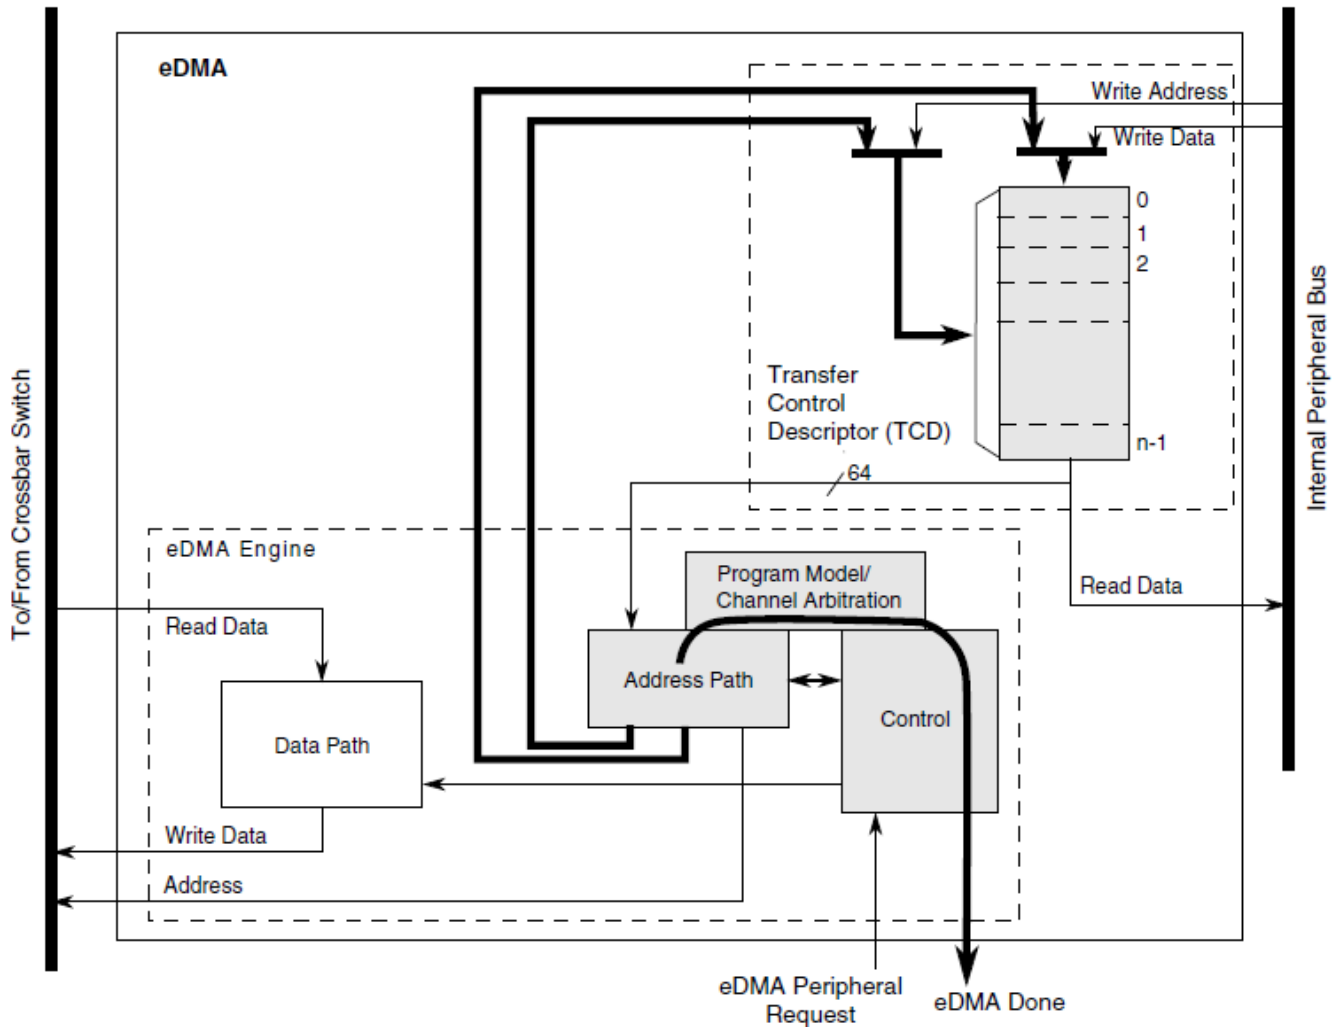 eDMA
Write Address
Write Data
0
1
2
n-1
Transfer
Control
Descriptor (TCD)
64
To/From Crossbar Switch
Internal Peripheral Bus
eDMA Engine
Program Model/
Channel Arbitration
Read Data
Read Data
Address Path
Control
Data Path
Write Data
Address
eDMA Peripheral
Request
eDMA Done